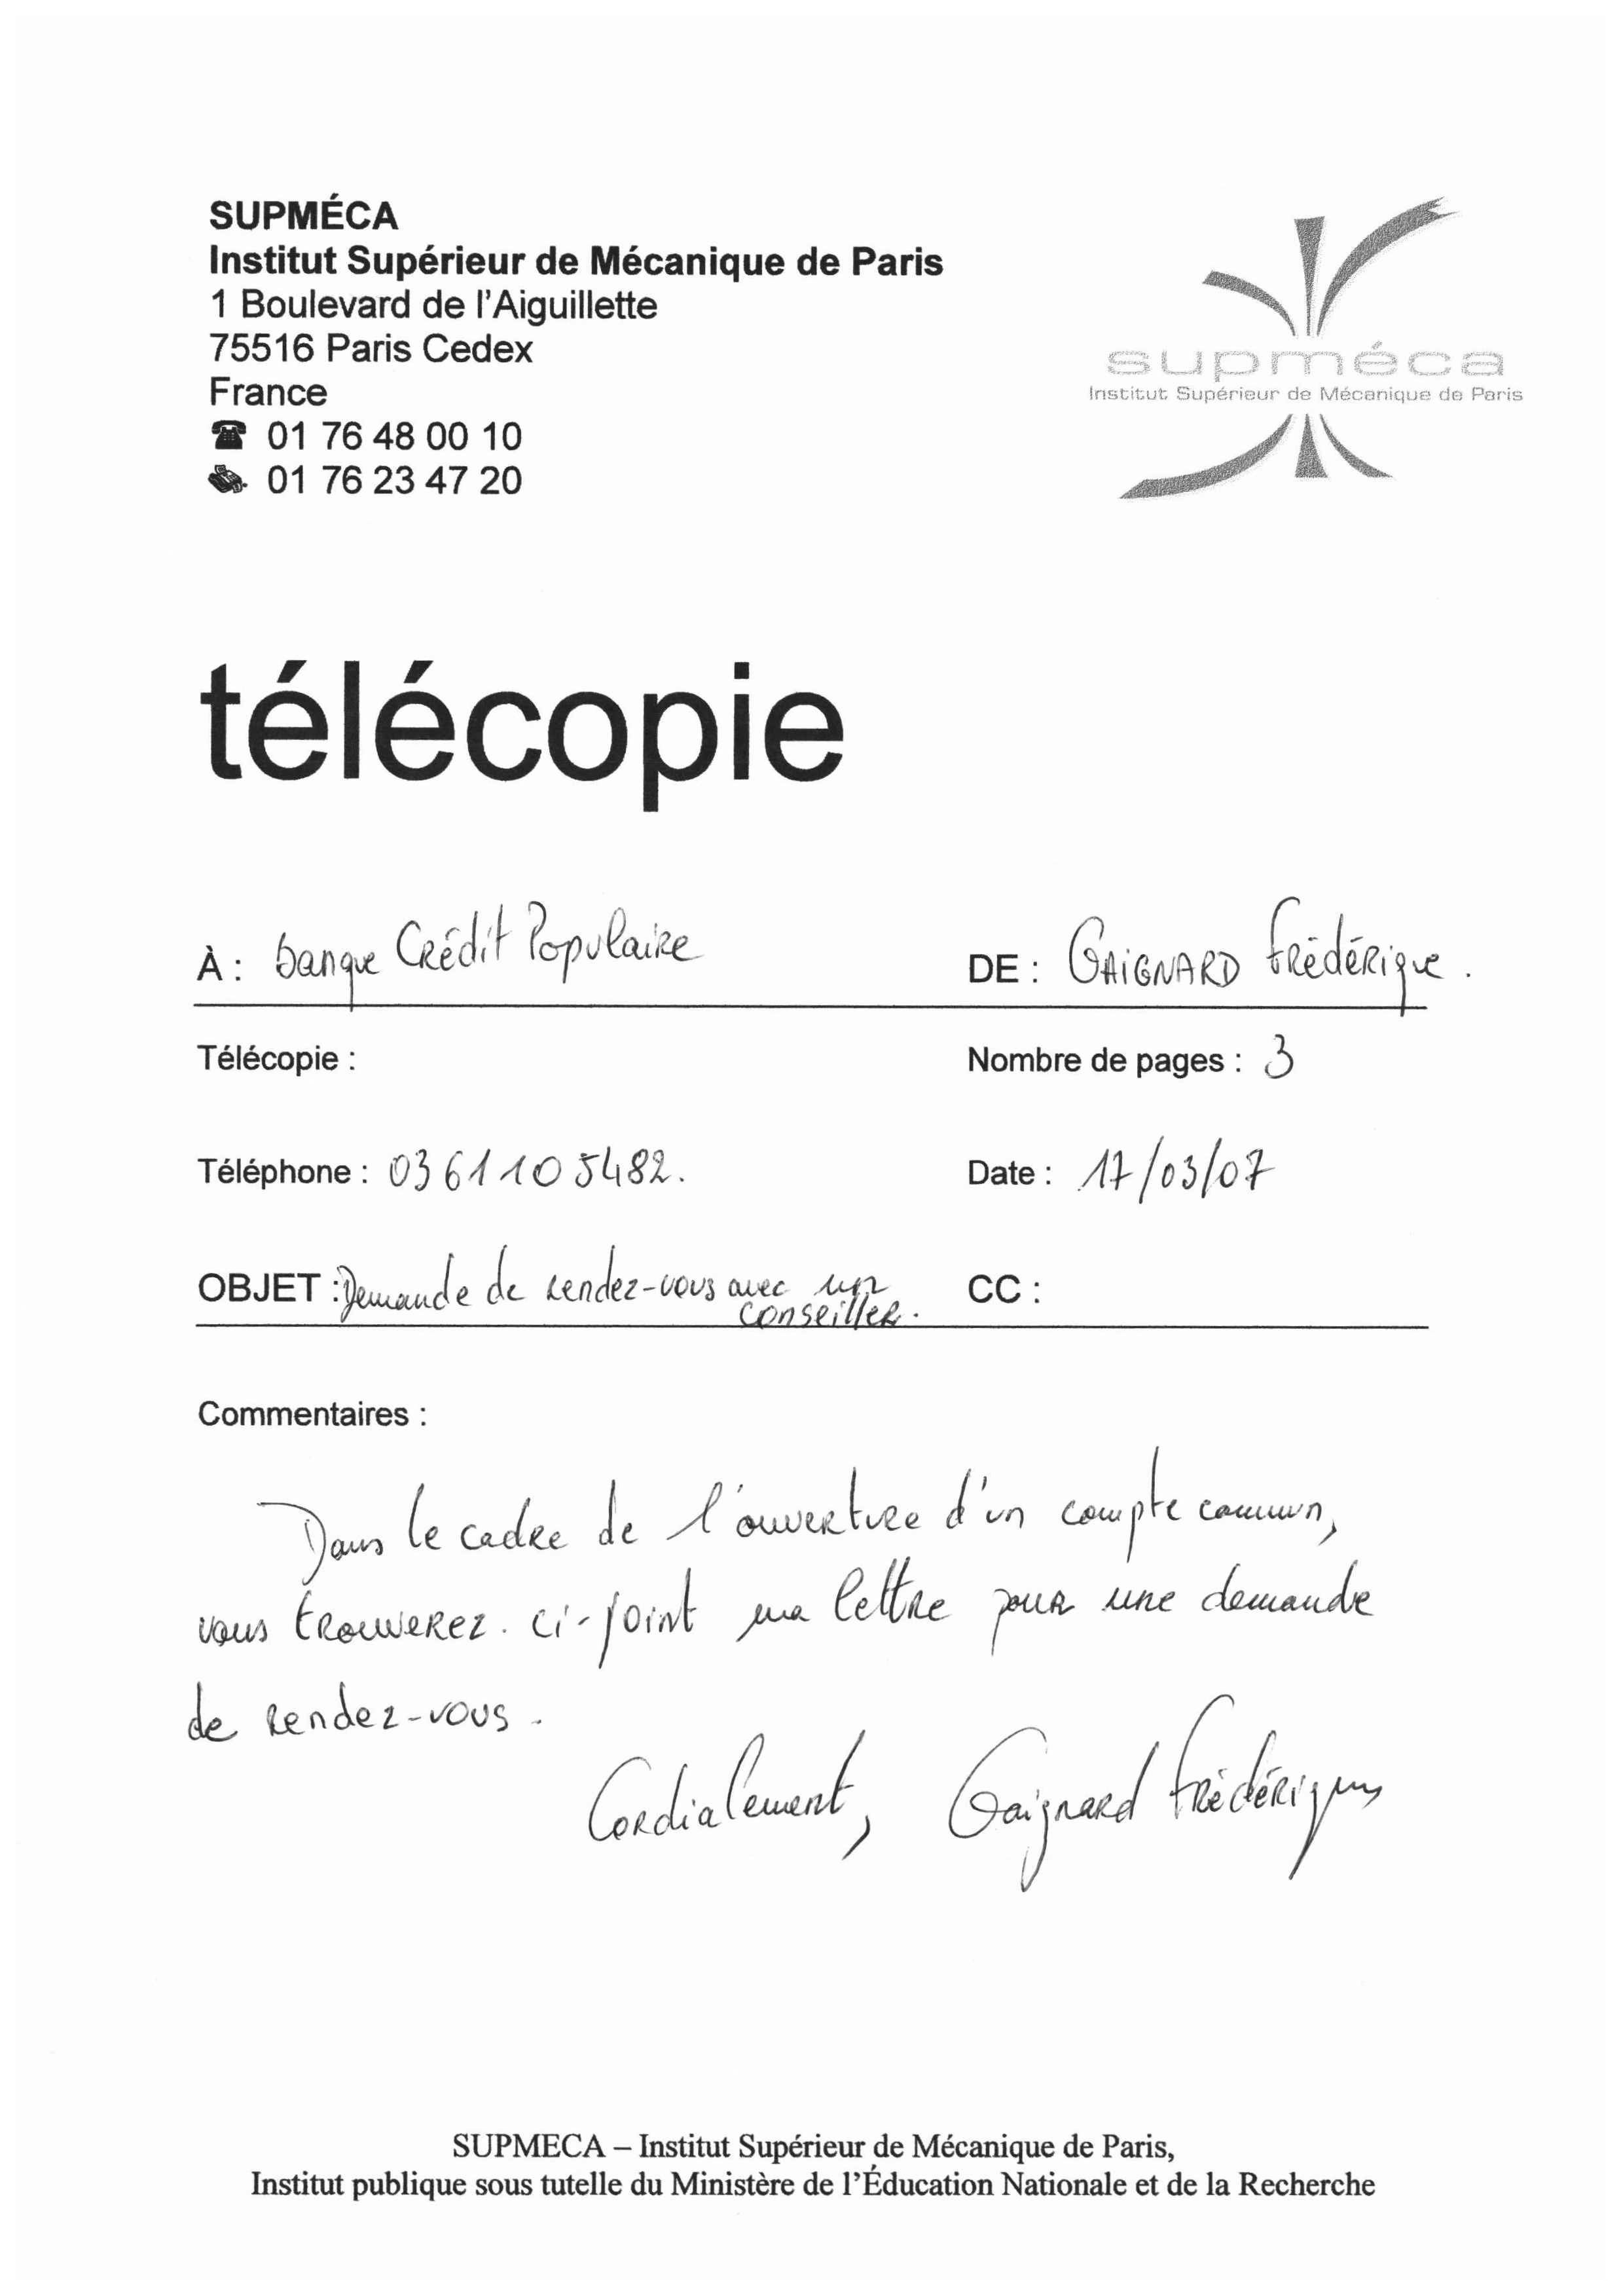 SUPMÉCA
Institut Supérieur de Mécanique de Paris
1 Boulevard de l'Aiguillette
75516 Paris Cedex
France
01 76 48 00 10
01 76 23 47 20
supméca
Institut Supérieur de Mécanique de Paris
télécopie
À : banque Crédit Populaire
DE : GAIGNARD Frédérique.
Télécopie :
Nombre de pages : 3
Téléphone : 0361105482.
Date : 17/03/07
OBJET : Demande de rendez-vous avec un
conseiller.
CC :
Commentaires :
Dans le cadre de l'ouverture d'un compte commun,
vous trouverez. ci-joint ma lettre pour une demande
de rendez-vous.
Cordialement, Gaignard Frédérique
SUPMECA – Institut Supérieur de Mécanique de Paris,
Institut publique sous tutelle du Ministère de l'Éducation Nationale et de la Recherche